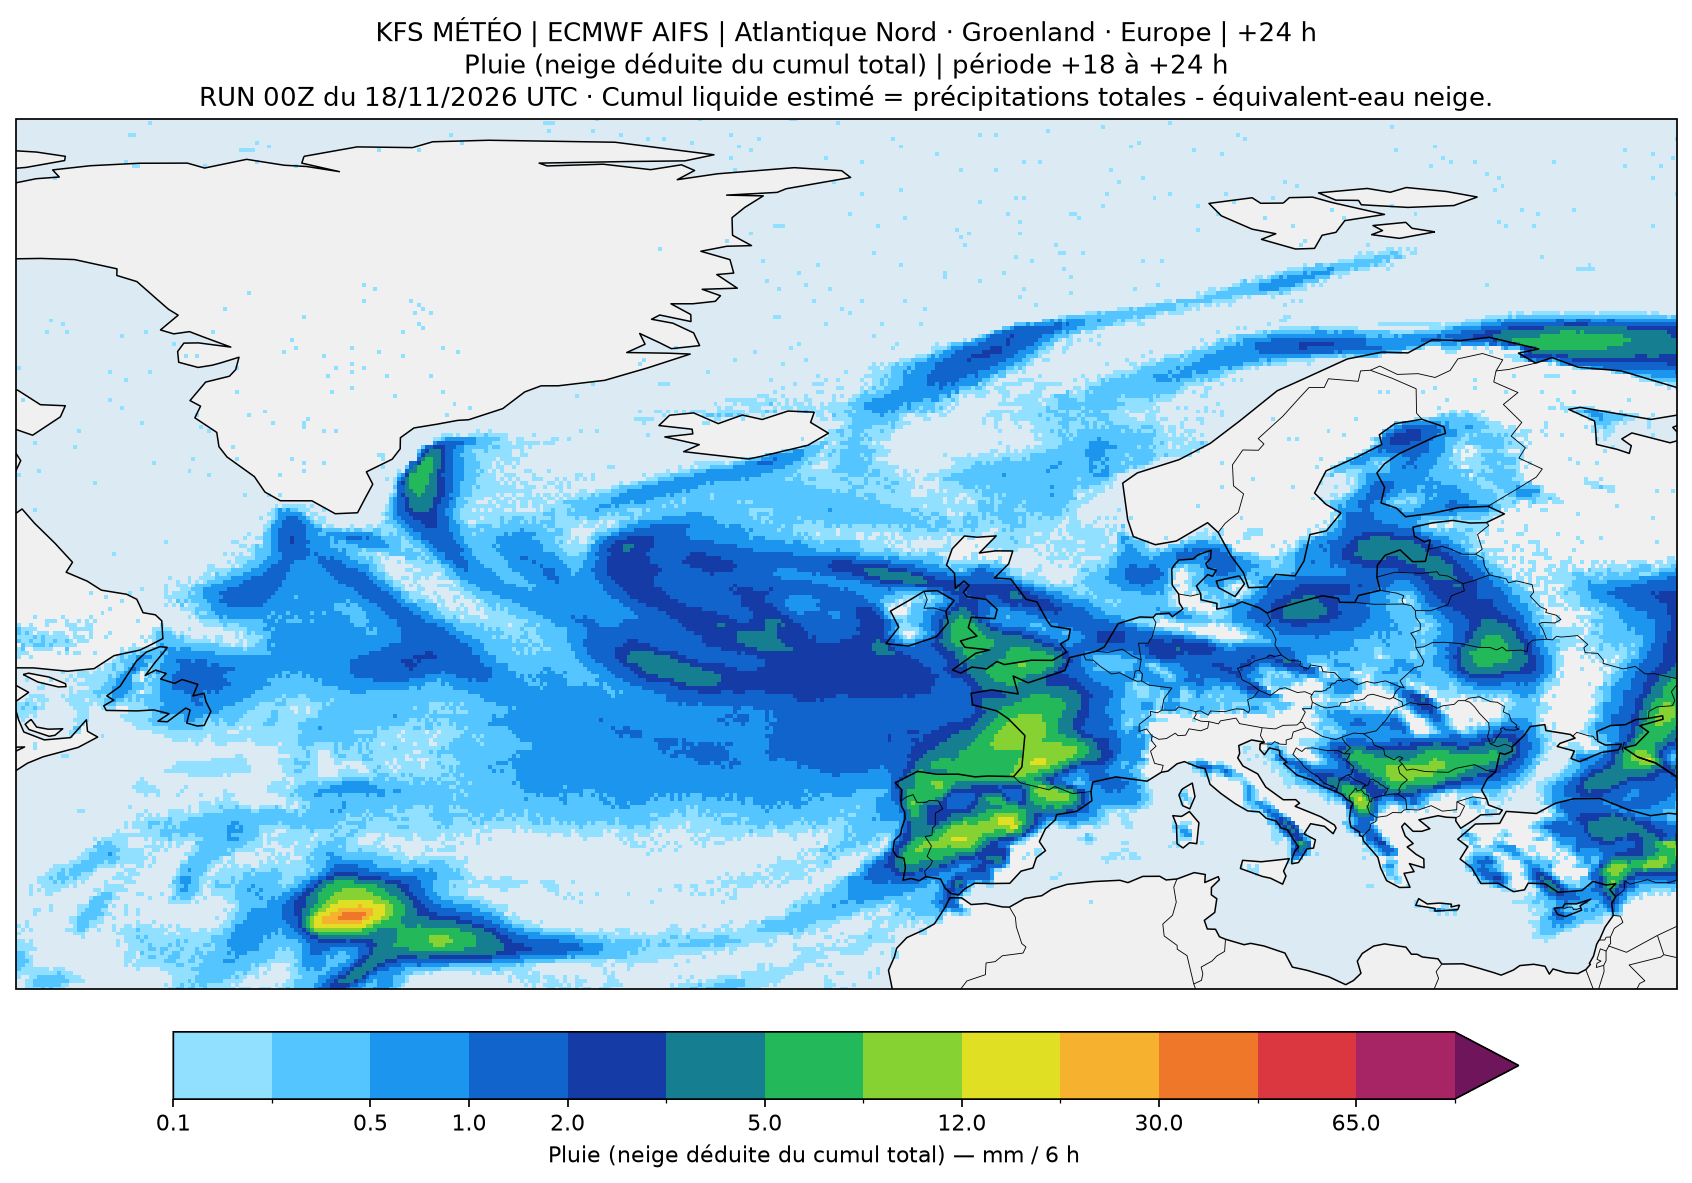 KFS MÉTÉO | ECMWF AIFS | Atlantique Nord · Groenland · Europe | +24 h
Pluie (neige déduite du cumul total) | période +18 à +24 h
RUN 00Z du 18/11/2026 UTC · Cumul liquide estimé = précipitations totales - équivalent-eau neige.
0.1 0.5 1.0 2.0 5.0 12.0 30.0 65.0
Pluie (neige déduite du cumul total) — mm / 6 h